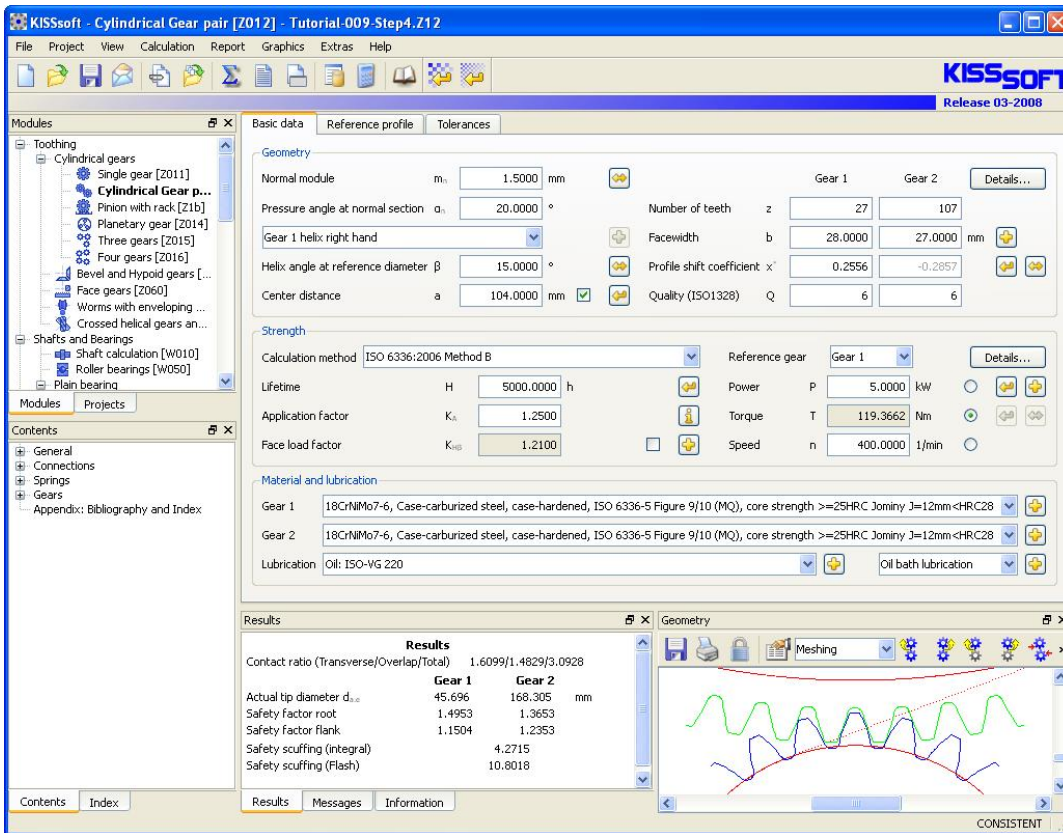 KISSsoft - Cylindrical Gear pair [Z012] - Tutorial-009-Step4.Z12
File Project View Calculation Report Graphics Extras Help
KISSSOFT
Release 03-2008
Modules
Toothing
Cylindrical gears
Single gear [Z011]
Cylindrical Gear p...
Pinion with rack [Z1b]
Planetary gear [Z014]
Three gears [Z015]
Four gears [Z016]
Bevel and Hypoid gears [...
Face gears [Z060]
Worms with enveloping ...
Crossed helical gears an...
Shafts and Bearings
Shaft calculation [W010]
Roller bearings [W050]
Plain bearing
Modules Projects
Contents
General
Connections
Springs
Gears
Appendix: Bibliography and Index
Contents Index
Basic data Reference profile Tolerances
Geometry
Normal module mn 1.5000 mm Gear 1 Gear 2 Details...
Pressure angle at normal section αn 20.0000 ° Number of teeth z 27 107
Gear 1 helix right hand Facewidth b 28.0000 27.0000 mm
Helix angle at reference diameter β 15.0000 ° Profile shift coefficient x* 0.2556 -0.2857
Center distance a 104.0000 mm Quality (ISO1328) Q 6 6
Strength
Calculation method ISO 6336:2006 Method B Reference gear Gear 1 Details...
Lifetime H 5000.0000 h Power P 5.0000 kW
Application factor KA 1.2500 Torque T 119.3662 Nm
Face load factor KHβ 1.2100 Speed n 400.0000 1/min
Material and lubrication
Gear 1 18CrNiMo7-6, Case-carburized steel, case-hardened, ISO 6336-5 Figure 9/10 (MQ), core strength >=25HRC Jominy J=12mm<HRC28
Gear 2 18CrNiMo7-6, Case-carburized steel, case-hardened, ISO 6336-5 Figure 9/10 (MQ), core strength >=25HRC Jominy J=12mm<HRC28
Lubrication Oil: ISO-VG 220 Oil bath lubrication
Results
Results
Contact ratio (Transverse/Overlap/Total) 1.6099/1.4829/3.0928
Gear 1 Gear 2
Actual tip diameter da.e 45.696 168.305 mm
Safety factor root 1.4953 1.3653
Safety factor flank 1.1504 1.2353
Safety scuffing (integral) 4.2715
Safety scuffing (Flash) 10.8018
Results Messages Information
Geometry
Meshing
CONSISTENT